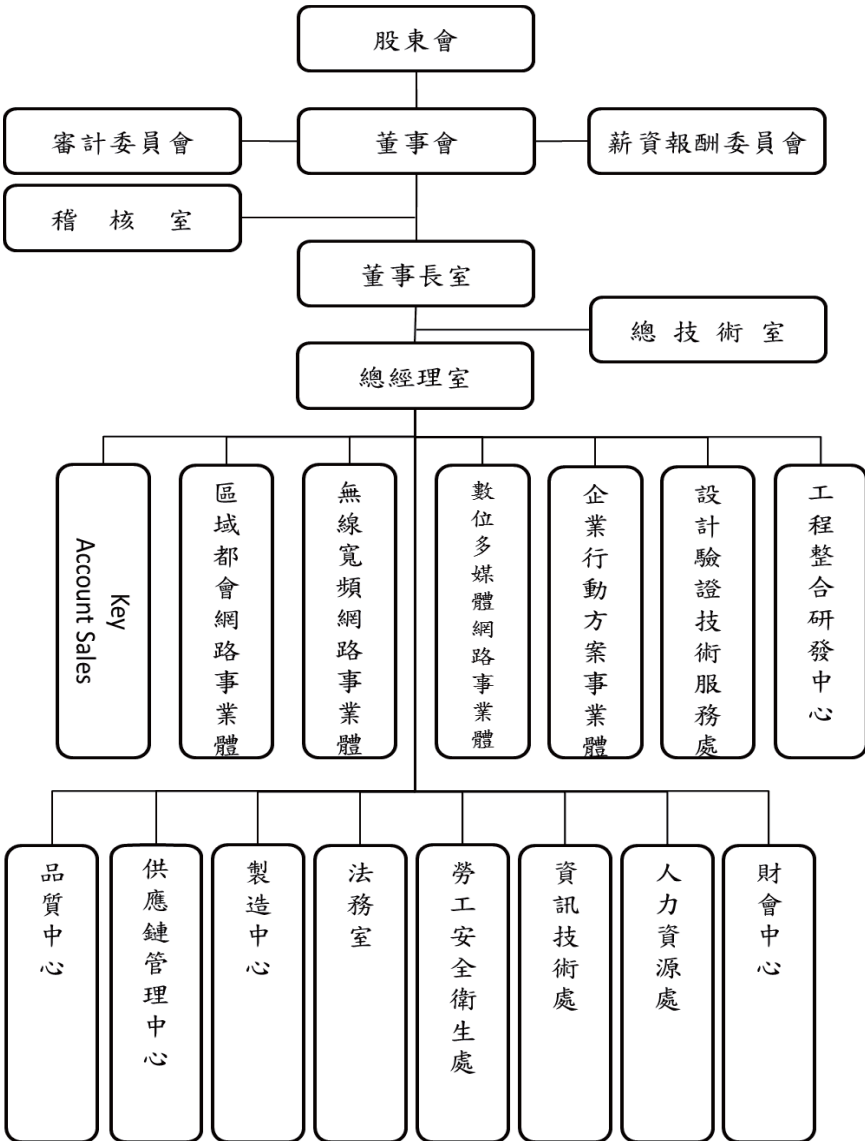 股東會
審計委員會
董事會
薪資報酬委員會
稽核室
董事長室
總技術室
總經理室
Key
Account Sales
區域都會網路事業體
無線寬頻網路事業體
數位多媒體網路事業體
企業行動方案事業體
設計驗證技術服務處
工程整合研發中心
品質中心
供應鏈管理中心
製造中心
法務室
勞工安全衛生處
資訊技術處
人力資源處
財會中心